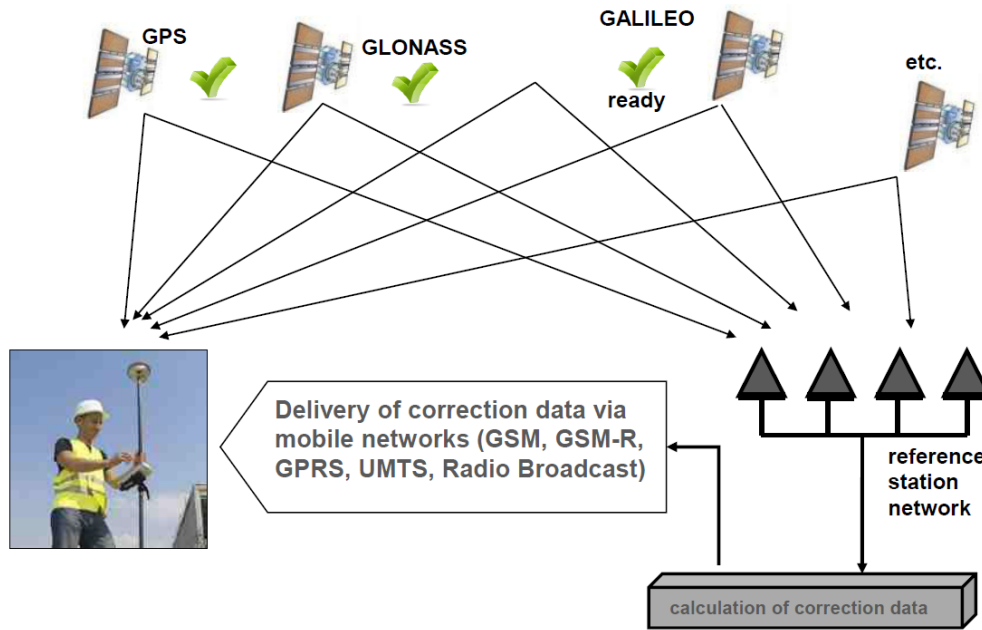 GPS
GLONASS
GALILEO
ready
etc.
Delivery of correction data via
mobile networks (GSM, GSM-R,
GPRS, UMTS, Radio Broadcast)
reference
station
network
calculation of correction data